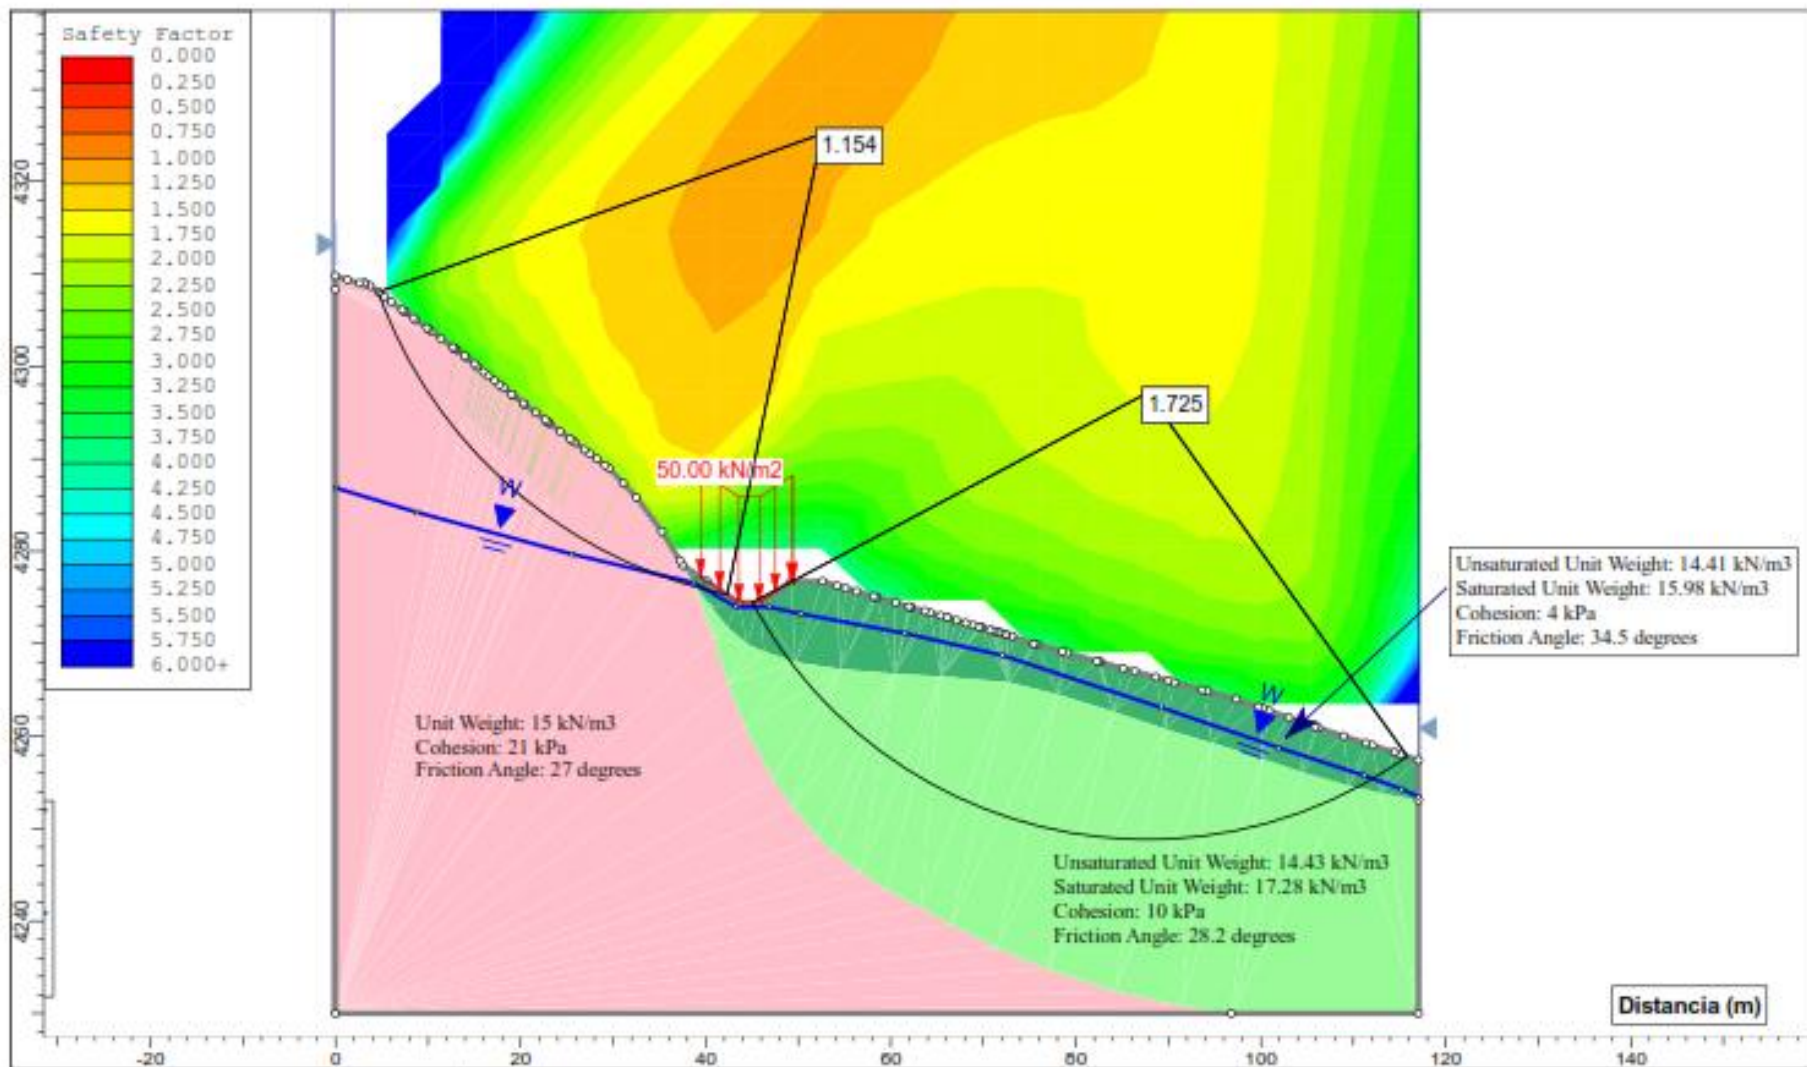 Safety Factor
0.000
0.250
0.500
0.750
1.000
1.250
1.500
1.750
2.000
2.250
2.500
2.750
3.000
3.250
3.500
3.750
4.000
4.250
4.500
4.750
5.000
5.250
5.500
5.750
6.000+
1.154
1.725
50.00 kN/m2
W
W
Unsaturated Unit Weight: 14.41 kN/m3
Saturated Unit Weight: 15.98 kN/m3
Cohesion: 4 kPa
Friction Angle: 34.5 degrees
Unit Weight: 15 kN/m3
Cohesion: 21 kPa
Friction Angle: 27 degrees
Unsaturated Unit Weight: 14.43 kN/m3
Saturated Unit Weight: 17.28 kN/m3
Cohesion: 10 kPa
Friction Angle: 28.2 degrees
Distancia (m)
4320
4300
4280
4260
4240
-20
0
20
40
60
80
100
120
140